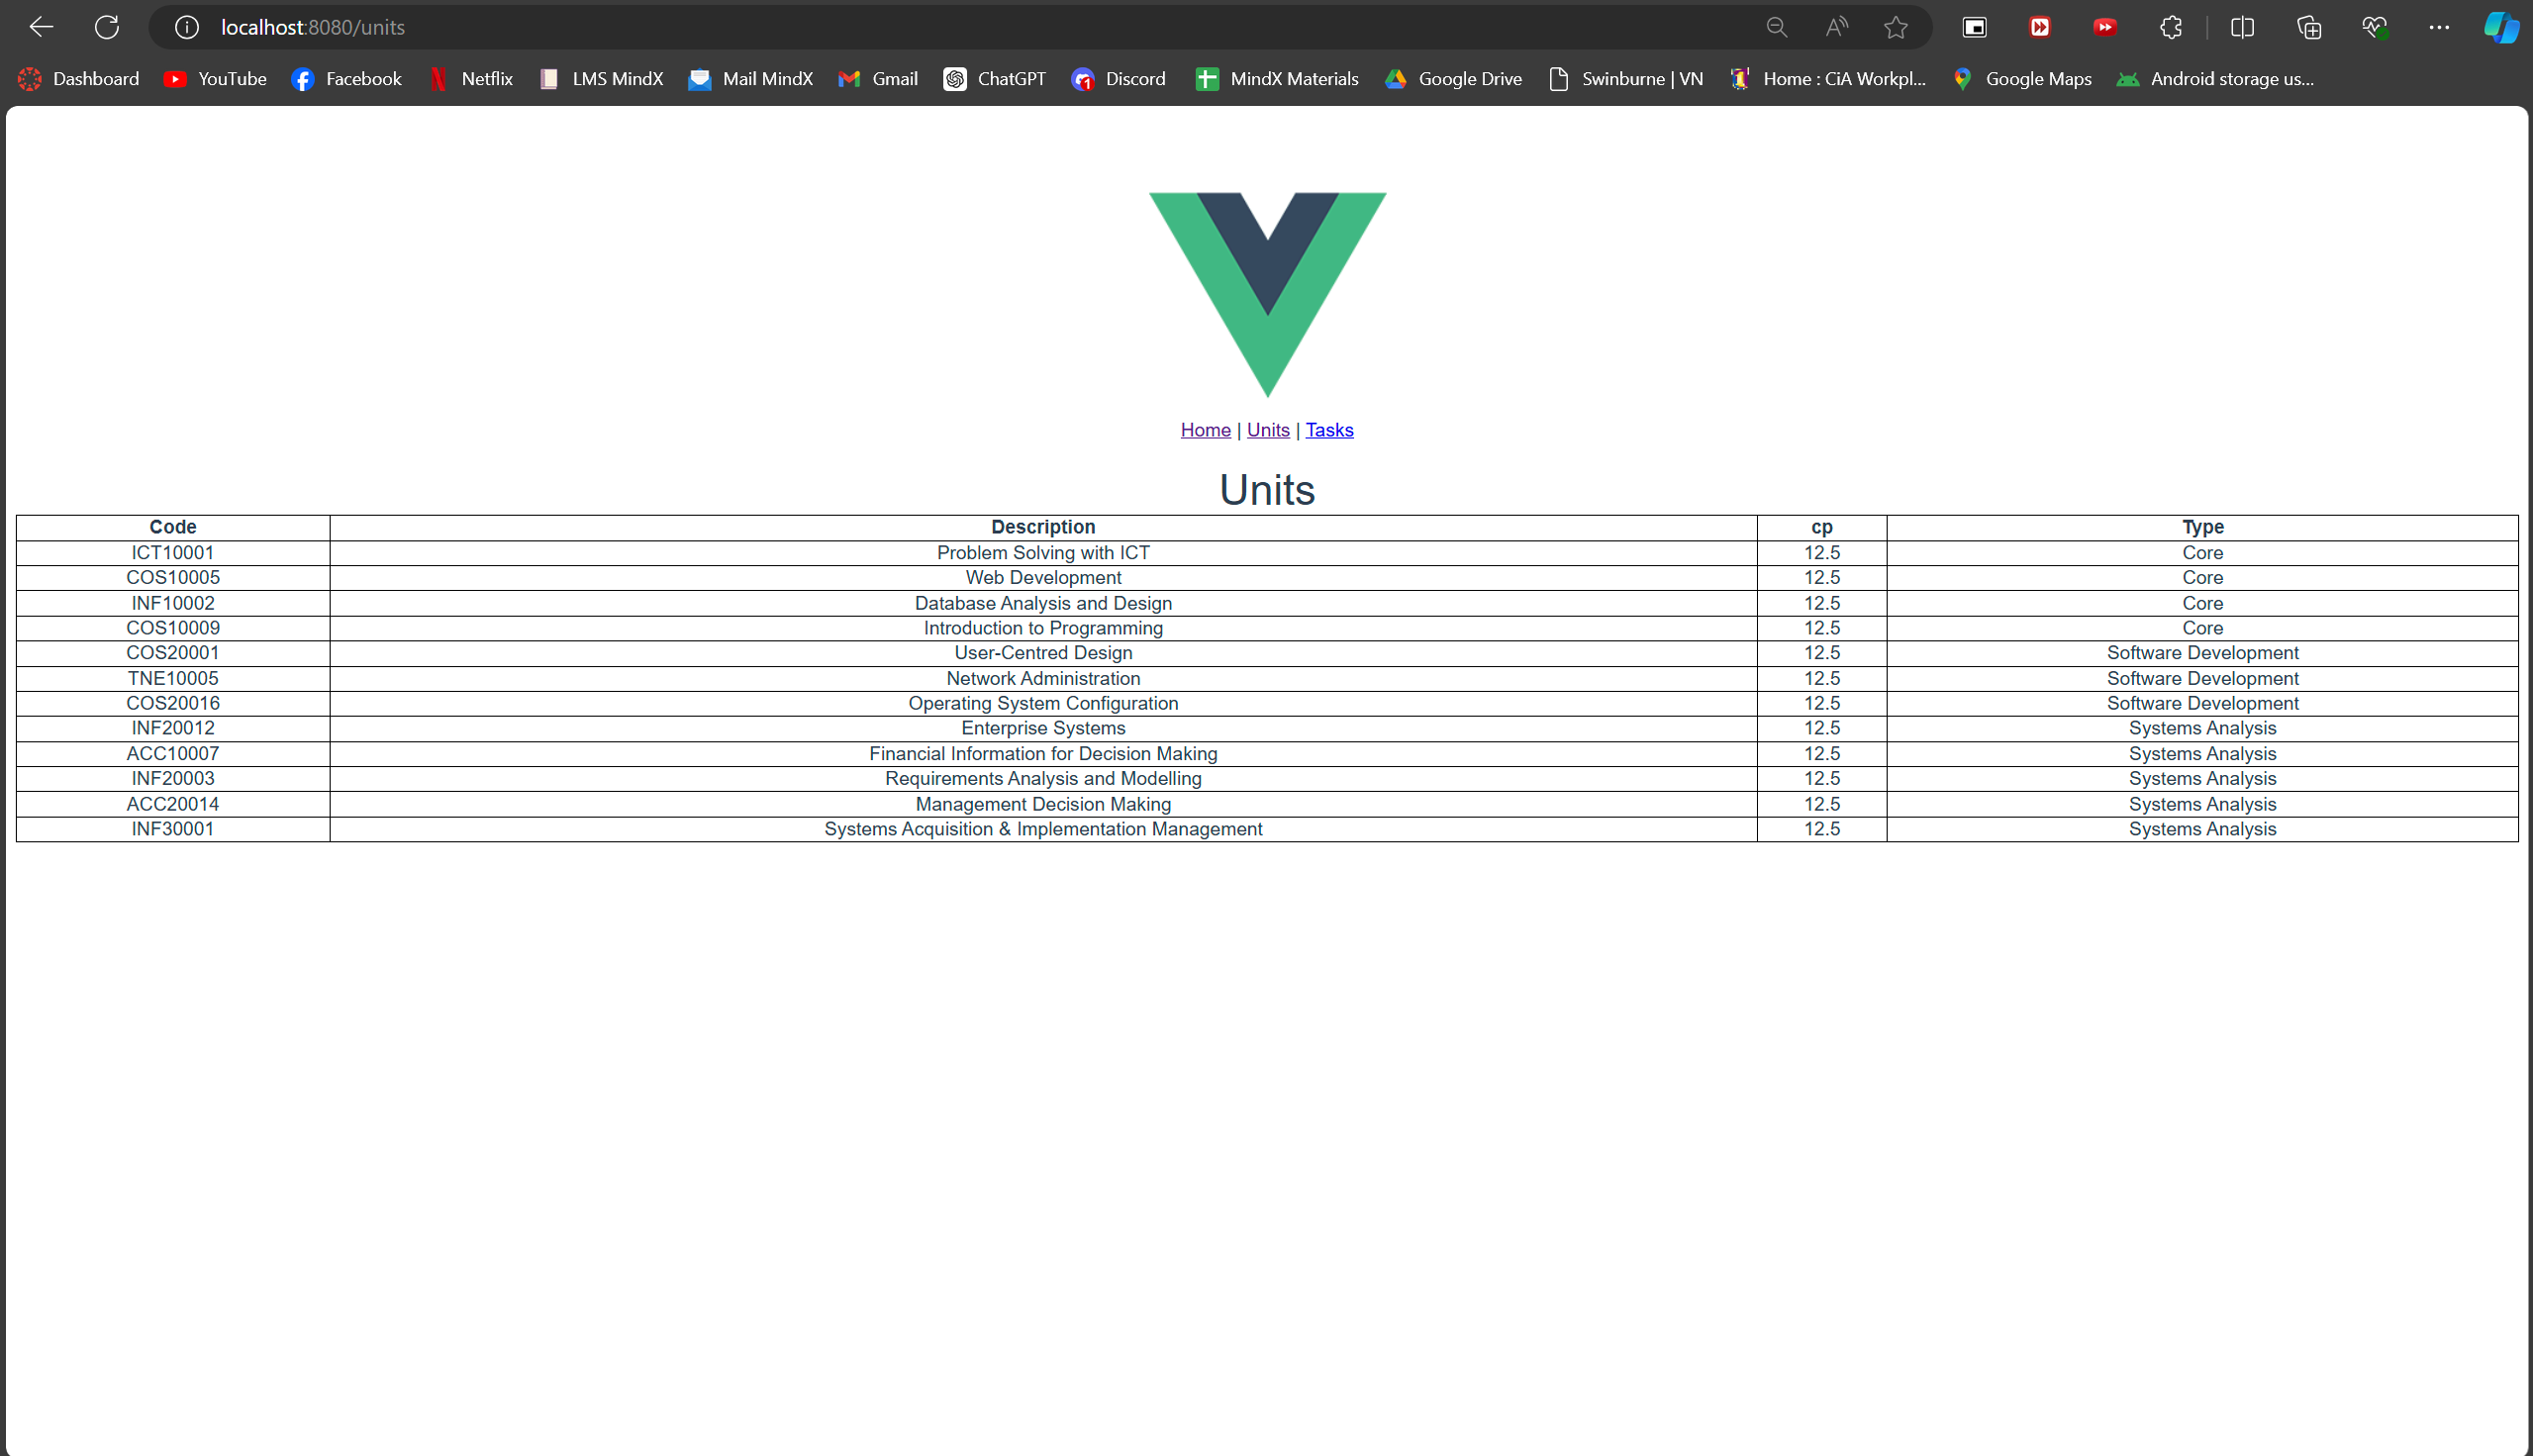 localhost:8080/units
Dashboard YouTube Facebook Netflix LMS MindX Mail MindX Gmail ChatGPT Discord MindX Materials Google Drive Swinburne | VN Home : CiA Workpl... Google Maps Android storage us...
Home | Units | Tasks
Units
Code Description cp Type
ICT10001 Problem Solving with ICT 12.5 Core
COS10005 Web Development 12.5 Core
INF10002 Database Analysis and Design 12.5 Core
COS10009 Introduction to Programming 12.5 Core
COS20001 User-Centred Design 12.5 Software Development
TNE10005 Network Administration 12.5 Software Development
COS20016 Operating System Configuration 12.5 Software Development
INF20012 Enterprise Systems 12.5 Systems Analysis
ACC10007 Financial Information for Decision Making 12.5 Systems Analysis
INF20003 Requirements Analysis and Modelling 12.5 Systems Analysis
ACC20014 Management Decision Making 12.5 Systems Analysis
INF30001 Systems Acquisition & Implementation Management 12.5 Systems Analysis